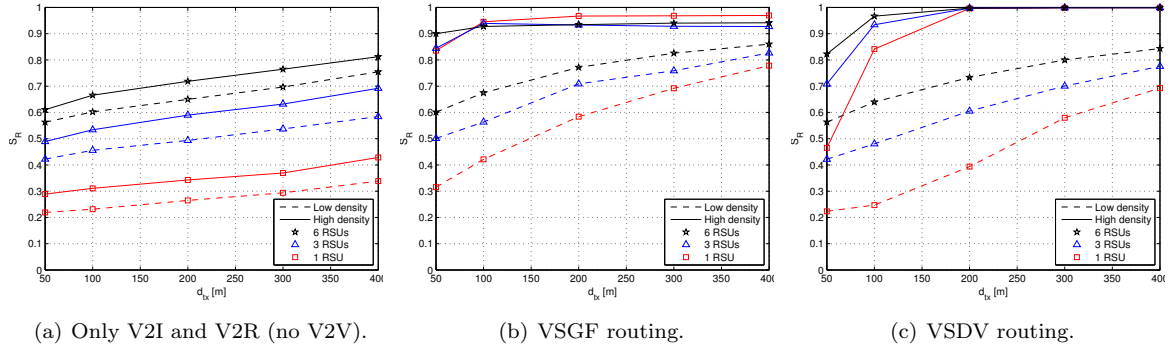 1
0.9
0.8
0.7
0.6
0.5
0.4
0.3
0.2
0.1
0
S_R
50 100 150 200 250 300 350 400
d_tx [m]
Low density
High density
6 RSUs
3 RSUs
1 RSU
(a) Only V2I and V2R (no V2V).
1
0.9
0.8
0.7
0.6
0.5
0.4
0.3
0.2
0.1
0
S_R
50 100 150 200 250 300 350 400
d_tx [m]
Low density
High density
6 RSUs
3 RSUs
1 RSU
(b) VSGF routing.
1
0.9
0.8
0.7
0.6
0.5
0.4
0.3
0.2
0.1
0
S_R
50 100 150 200 250 300 350 400
d_tx [m]
Low density
High density
6 RSUs
3 RSUs
1 RSU
(c) VSDV routing.